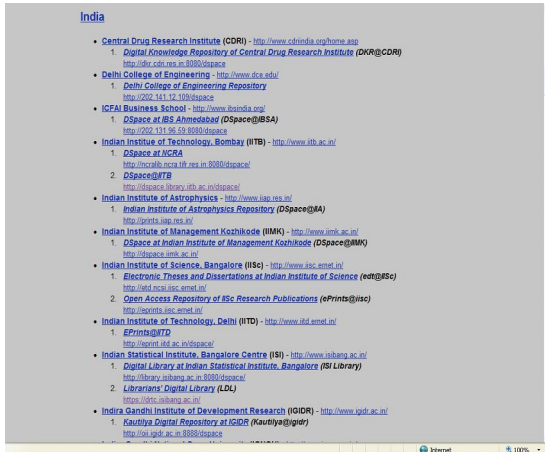 India
• Central Drug Research Institute (CDRI) - http://www.cdriindia.org/home.asp
1. Digital Knowledge Repository of Central Drug Research Institute (DKR@CDRI)
http://dkr.cdri.res.in:8080/dspace
• Delhi College of Engineering - http://www.dce.edu/
1. Delhi College of Engineering Repository
http://202.141.12.109/dspace
• ICFAI Business School - http://www.ibsindia.org/
1. DSpace at IBS Ahmedabad (DSpace@IBSA)
http://202.131.96.59:8080/dspace
• Indian Institue of Technology, Bombay (IITB) - http://www.iitb.ac.in/
1. DSpace at NCRA
http://ncralib.ncra.tifr.res.in:8080/dspace/
2. DSpace@IITB
http://dspace.library.iitb.ac.in/dspace/
• Indian Institute of Astrophysics - http://www.iiap.res.in/
1. Indian Institute of Astrophysics Repository (DSpace@IIA)
http://prints.iiap.res.in/
• Indian Institute of Management Kozhikode (IIMK) - http://www.iimk.ac.in/
1. DSpace at Indian Institute of Management Kozhikode (DSpace@IIMK)
http://dspace.iimk.ac.in/
• Indian Institute of Science, Bangalore (IISc) - http://www.iisc.ernet.in/
1. Electronic Theses and Dissertations at Indian Institute of Science (edt@IISc)
http://etd.ncsi.iisc.ernet.in/
2. Open Access Repository of IISc Research Publications (ePrints@iisc)
http://eprints.iisc.ernet.in/
• Indian Institute of Technology, Delhi (IITD) - http://www.iitd.ernet.in/
1. EPrints@IITD
http://eprint.iitd.ac.in/dspace/
• Indian Statistical Institute, Bangalore Centre (ISI) - http://www.isibang.ac.in/
1. Digital Library at Indian Statistical Institute, Bangalore (ISI Library)
http://library.isibang.ac.in:8080/dspace/
2. Librarians' Digital Library (LDL)
https://drtc.isibang.ac.in/
• Indira Gandhi Institute of Development Research (IGIDR) - http://www.igidr.ac.in/
1. Kautilya Digital Repository at IGIDR (Kautilya@igidr)
http://oii.igidr.ac.in:8888/dspace
Internet 100%